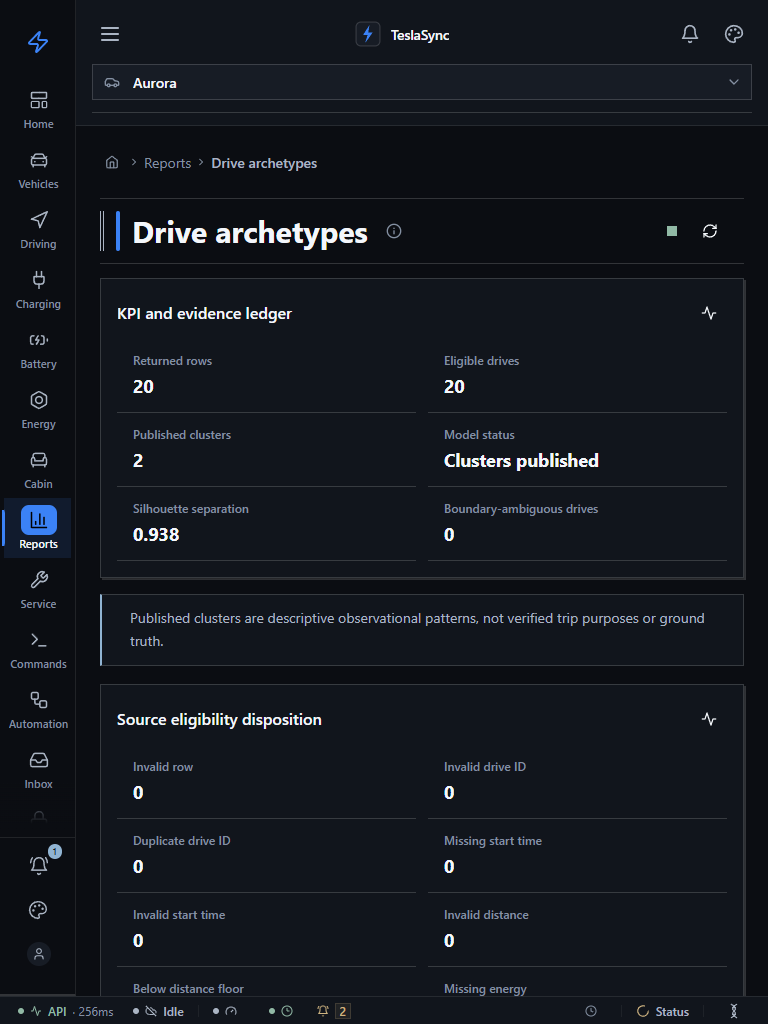 TeslaSync
Aurora
Home
Vehicles
Driving
Charging
Battery
Energy
Cabin
Reports
Service
Commands
Automation
Inbox
1
Reports
Drive archetypes
Drive archetypes
KPI and evidence ledger
Returned rows
20
Eligible drives
20
Published clusters
2
Model status
Clusters published
Silhouette separation
0.938
Boundary-ambiguous drives
0
Published clusters are descriptive observational patterns, not verified trip purposes or ground
truth.
Source eligibility disposition
Invalid row
0
Invalid drive ID
0
Duplicate drive ID
0
Missing start time
0
Invalid start time
0
Invalid distance
0
Below distance floor
Missing energy
API · 256ms
Idle
2
Status